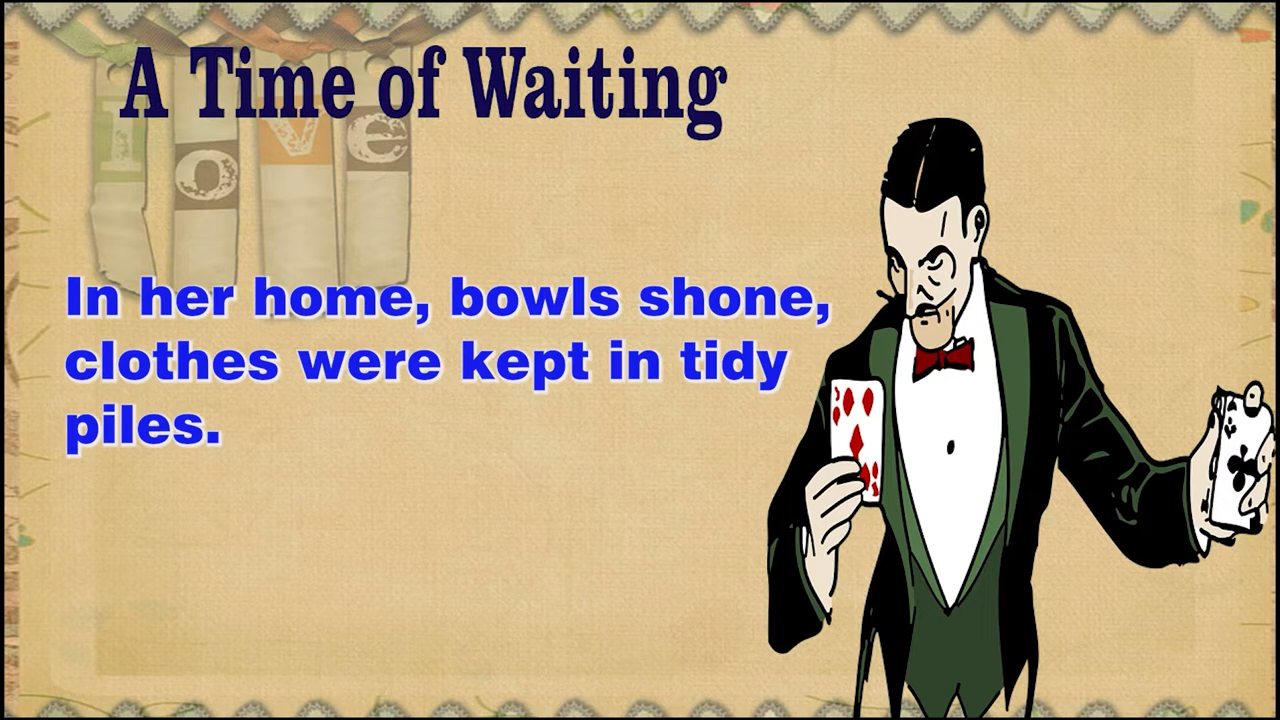 A Time of Waiting
love
In her home, bowls shone,
clothes were kept in tidy
piles.